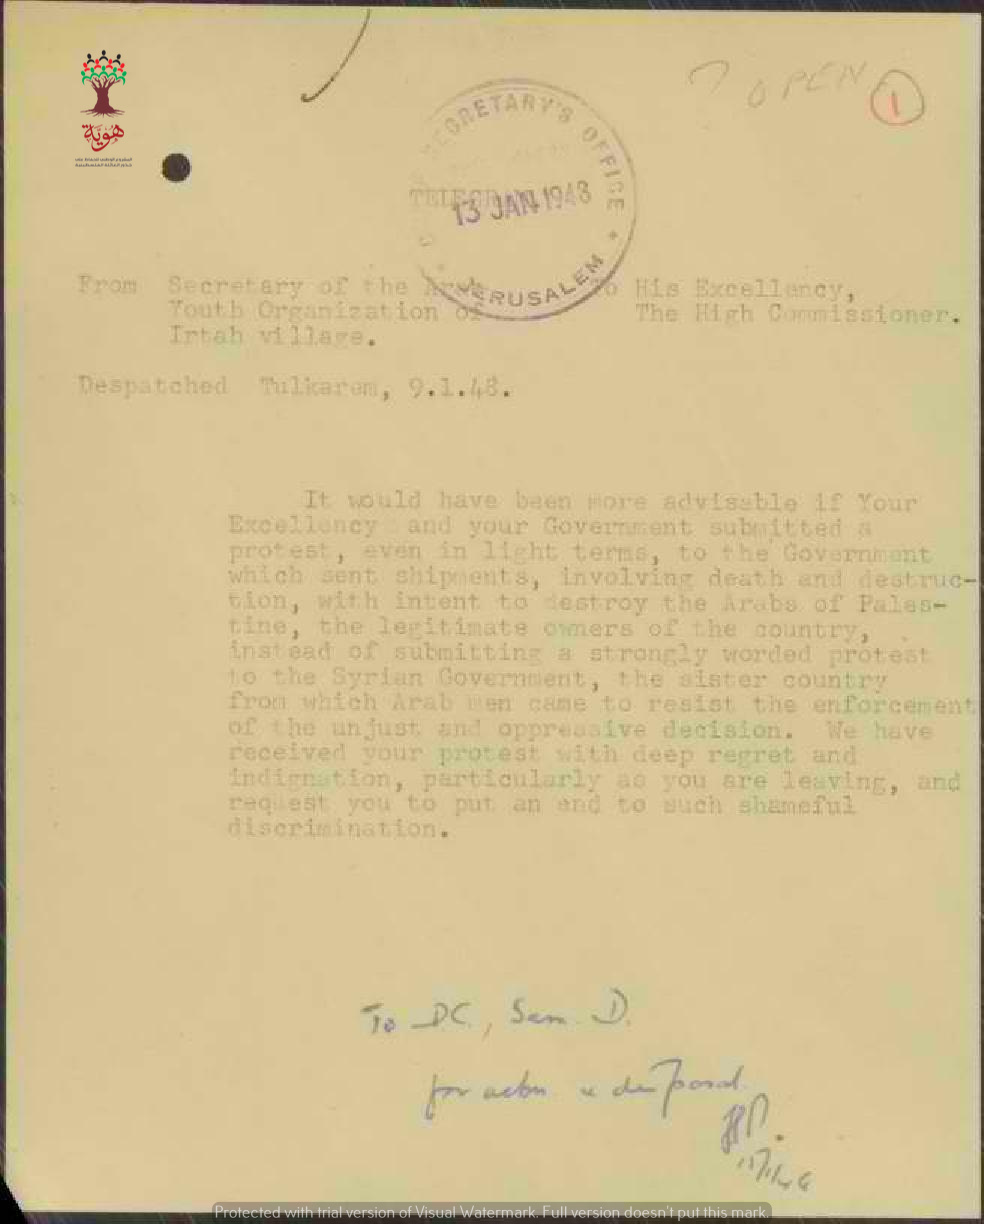 OPEN
1
SECRETARY'S OFFICE
TELEGRAM
13 JAN 1948
JERUSALEM
From Secretary of the Arab To His Excellency,
Youth Organization of The High Commissioner.
Irtah village.
Despatched Tulkarem, 9.1.48.
It would have been more advisable if Your
Excellency and your Government submitted a
protest, even in light terms, to the Government
which sent shipments, involving death and destruc-
tion, with intent to destroy the Arabs of Pales-
tine, the legitimate owners of the country,
instead of submitting a strongly worded protest
to the Syrian Government, the sister country
from which Arab men came to resist the enforcement
of the unjust and oppressive decision. We have
received your protest with deep regret and
indignation, particularly as you are leaving, and
request you to put an end to such shameful
discrimination.
To DC, Sam. D.
for action & disposal.
هوية
Protected with trial version of Visual Watermark. Full version doesn't put this mark.